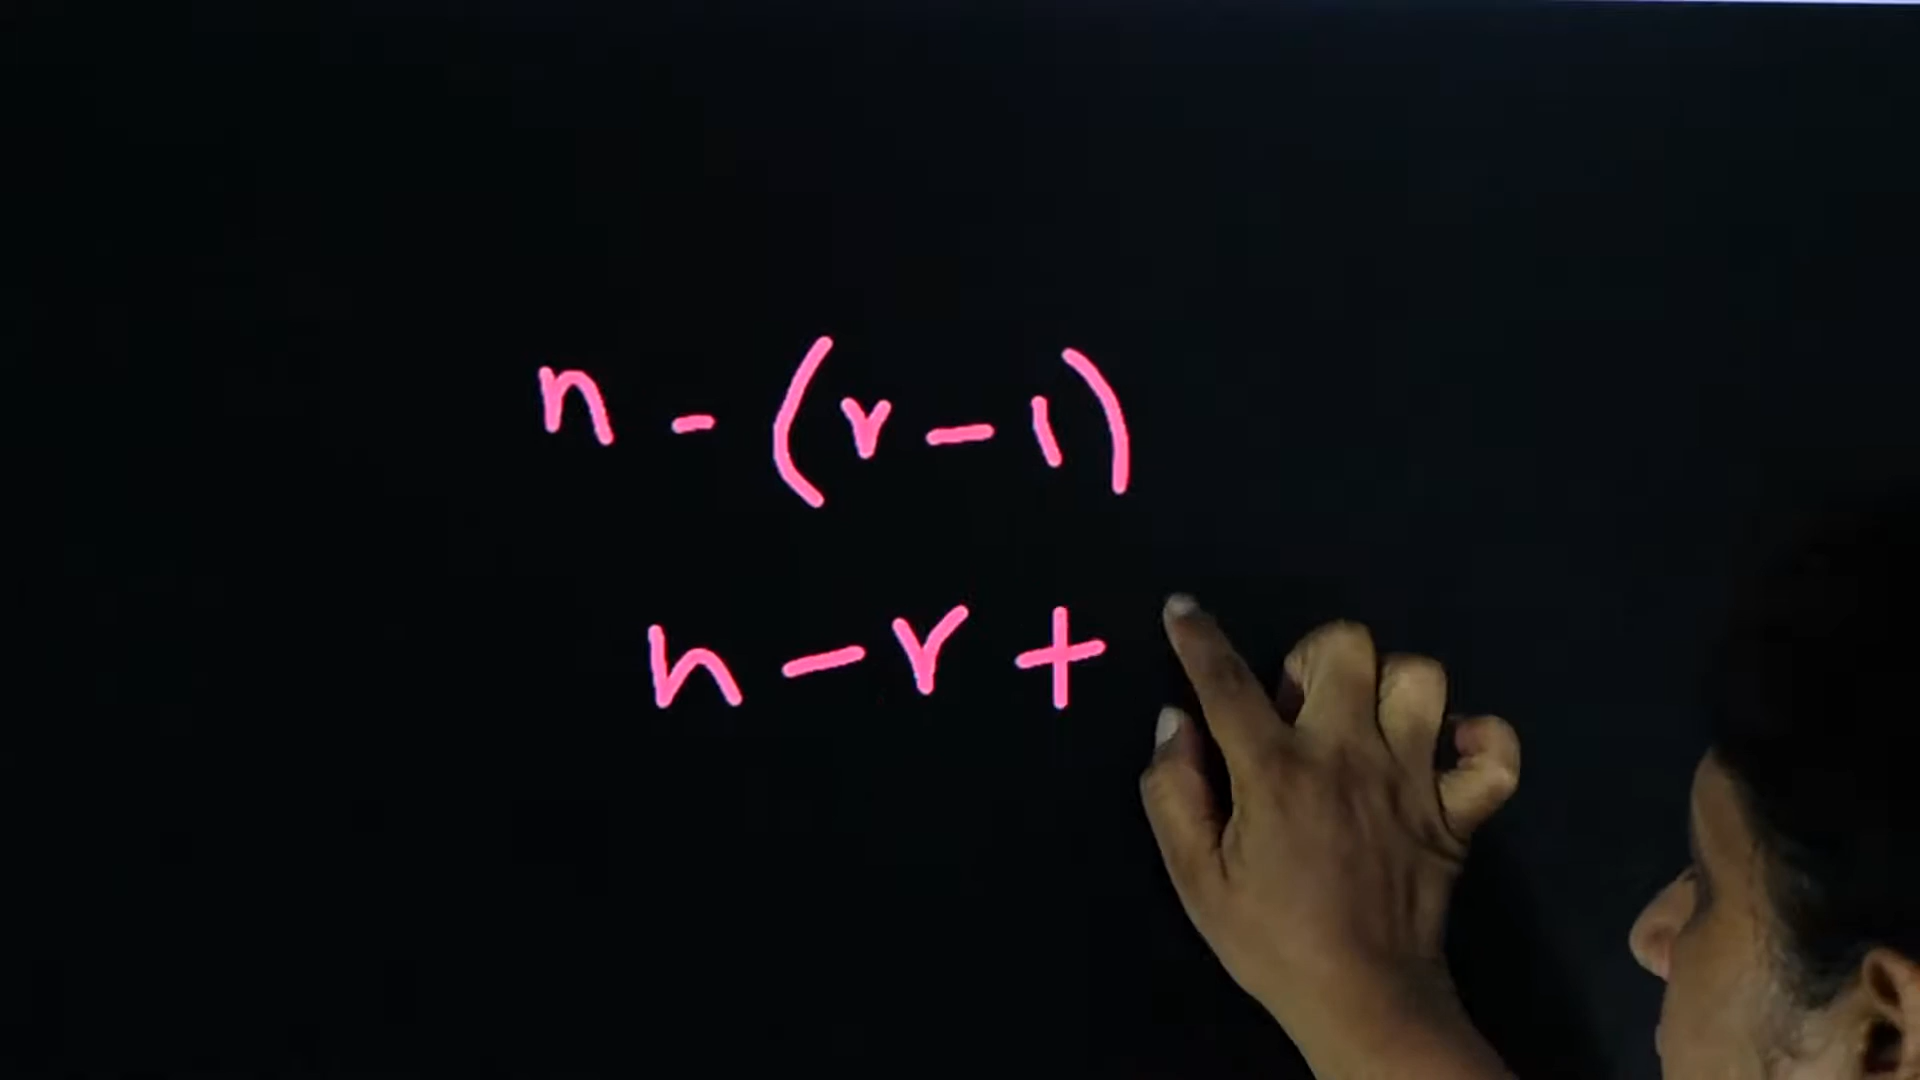 n - (r - 1)
n - r +